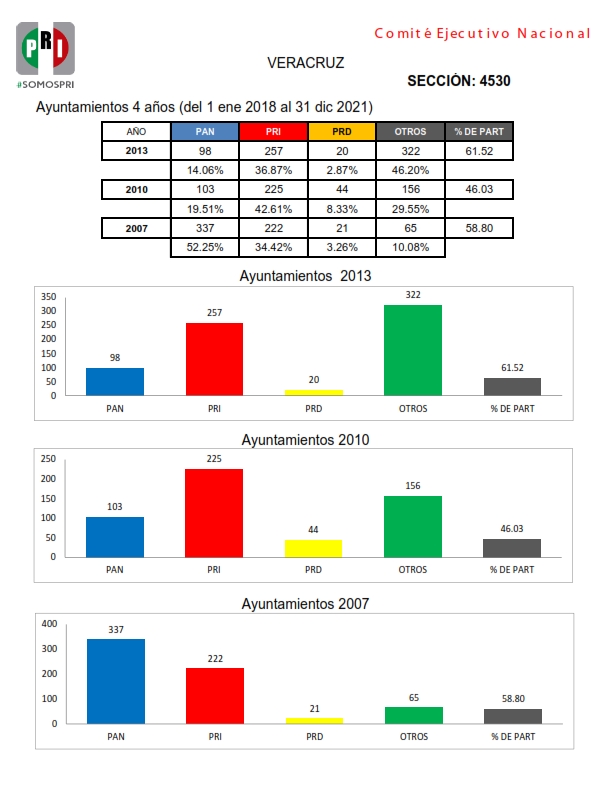 PRI
#SOMOSPRI
Comité Ejecutivo Nacional
VERACRUZ
SECCIÓN: 4530
Ayuntamientos 4 años (del 1 ene 2018 al 31 dic 2021)
AÑO PAN PRI PRD OTROS % DE PART
2013 98 257 20 322 61.52
14.06% 36.87% 2.87% 46.20%
2010 103 225 44 156 46.03
19.51% 42.61% 8.33% 29.55%
2007 337 222 21 65 58.80
52.25% 34.42% 3.26% 10.08%
Ayuntamientos 2013
350
300
250
200
150
100
50
0
98
257
20
322
61.52
PAN PRI PRD OTROS % DE PART
Ayuntamientos 2010
250
200
150
100
50
0
103
225
44
156
46.03
PAN PRI PRD OTROS % DE PART
Ayuntamientos 2007
400
300
200
100
0
337
222
21
65
58.80
PAN PRI PRD OTROS % DE PART